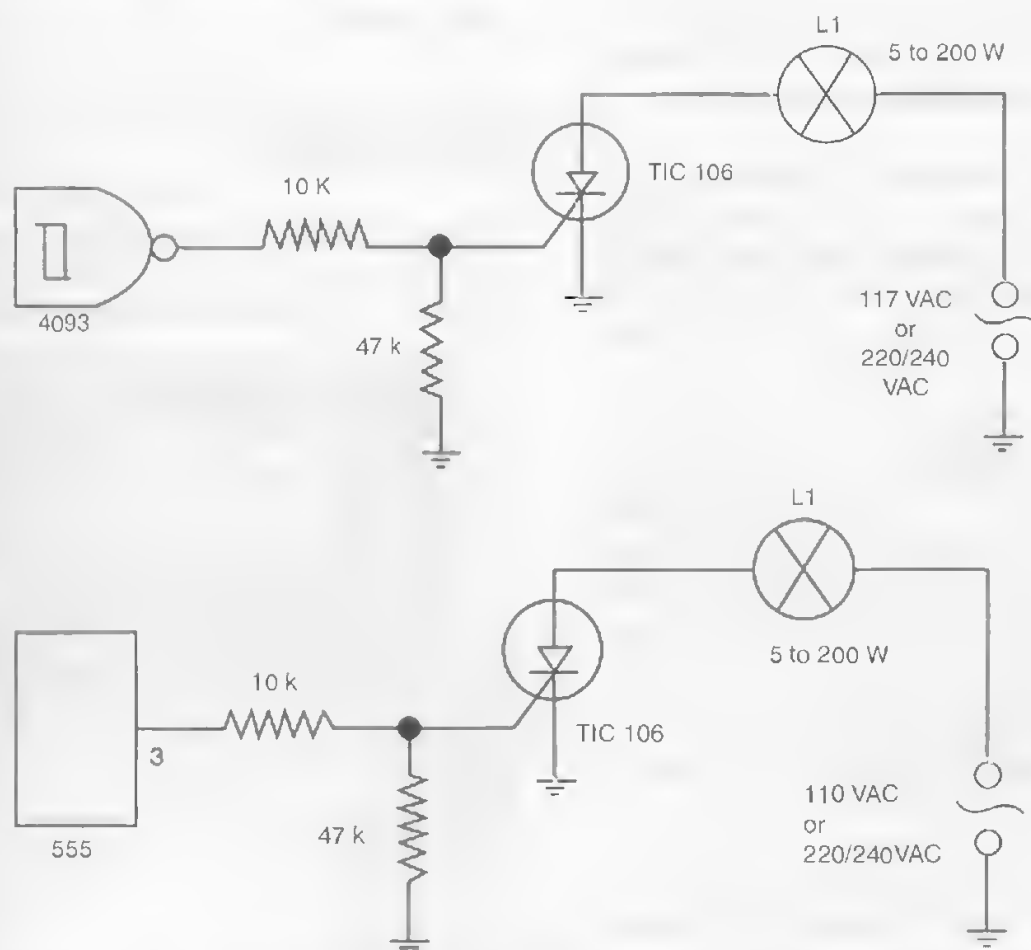 L1
5 to 200 W
TIC 106
10 K
4093
47 k
117 VAC
or
220/240
VAC
L1
5 to 200 W
TIC 106
10 k
3
555
47 k
110 VAC
or
220/240VAC